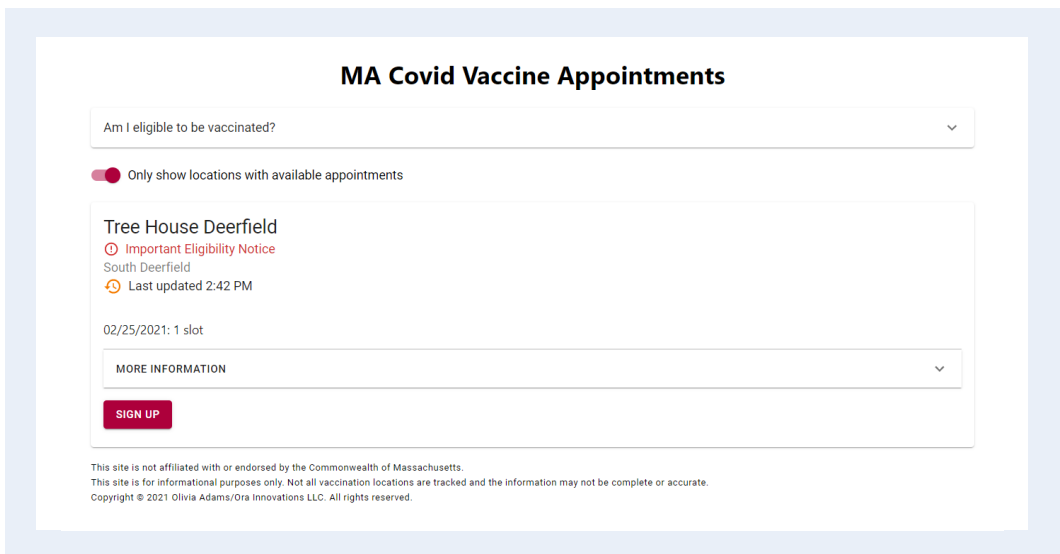 MA Covid Vaccine Appointments
Am I eligible to be vaccinated?
Only show locations with available appointments
Tree House Deerfield
Important Eligibility Notice
South Deerfield
Last updated 2:42 PM
02/25/2021: 1 slot
MORE INFORMATION
SIGN UP
This site is not affiliated with or endorsed by the Commonwealth of Massachusetts.
This site is for informational purposes only. Not all vaccination locations are tracked and the information may not be complete or accurate.
Copyright © 2021 Olivia Adams/Ora Innovations LLC. All rights reserved.